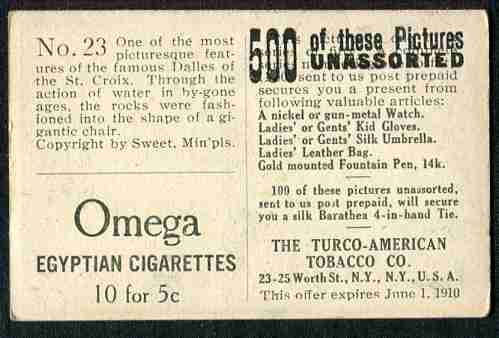 No. 23 One of the most
picturesque feat-
ures of the famous Dalles of
the St. Croix. Through the
action of water in by-gone
ages, the rocks were fash-
ioned into the shape of a gi-
gantic chair.
Copyright by Sweet, Min'pls.
Omega
EGYPTIAN CIGARETTES
10 for 5c
500 of these Pictures
UNASSORTED
sent to us post prepaid
secures you a present from
following valuable articles:
A nickel or gun-metal Watch.
Ladies' or Gents' Kid Gloves.
Ladies' or Gents' Silk Umbrella.
Ladies' Leather Bag.
Gold mounted Fountain Pen, 14k.
100 of these pictures unassorted,
sent to us post prepaid, will secure
you a silk Barathea 4-in-hand Tie.
THE TURCO-AMERICAN
TOBACCO CO.
23-25 Worth St., N.Y., N.Y., U.S.A.
This offer expires June 1, 1910